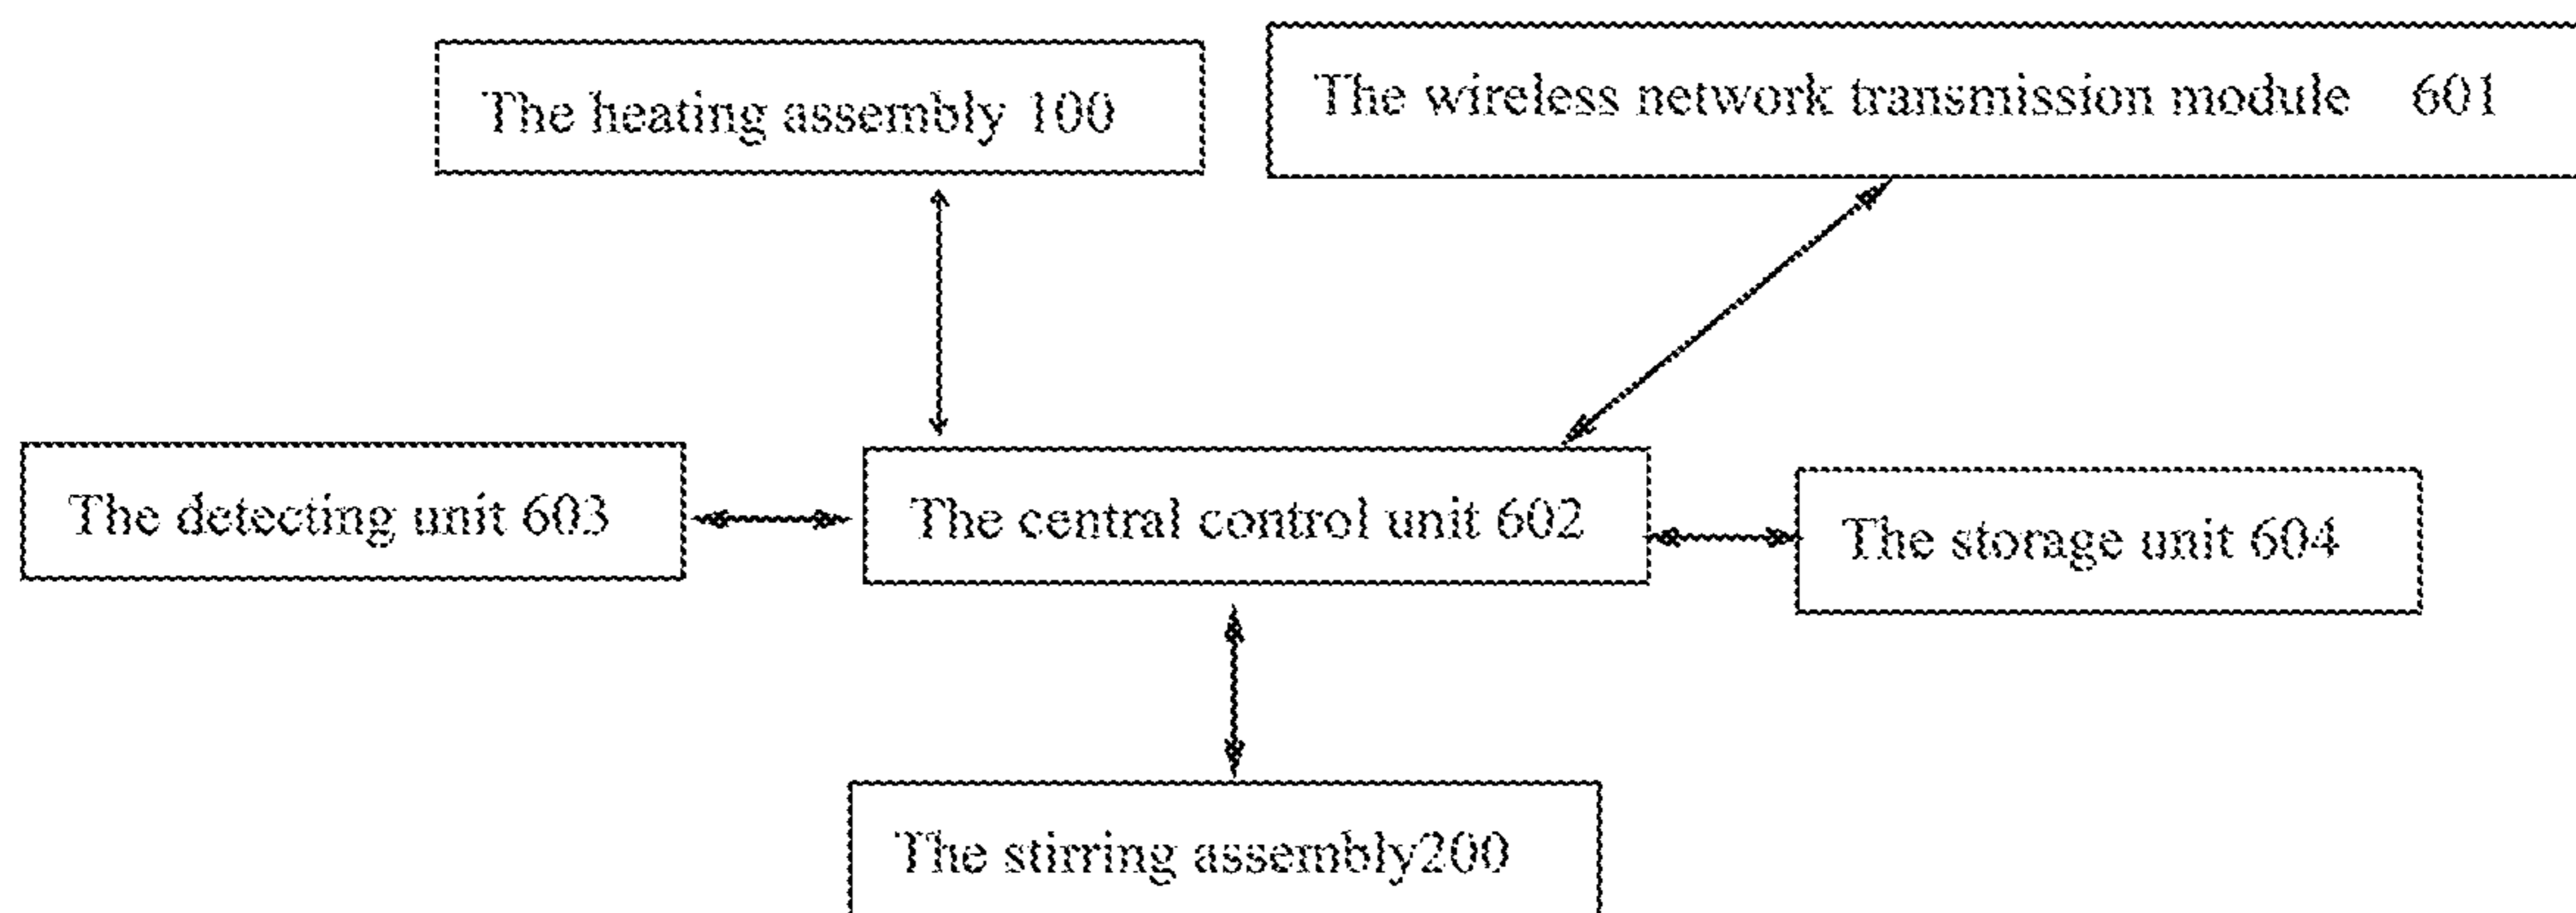 The heating assembly 100
The wireless network transmission module 601
The detecting unit 603
The central control unit 602
The storage unit 604
The stirring assembly200